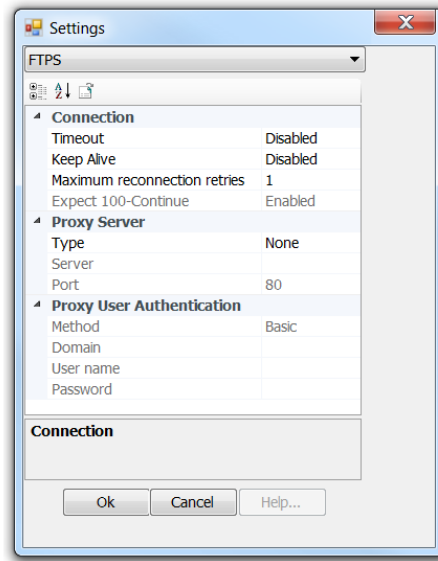 Settings
X
FTPS
Connection
Timeout Disabled
Keep Alive Disabled
Maximum reconnection retries 1
Expect 100-Continue Enabled
Proxy Server
Type None
Server
Port 80
Proxy User Authentication
Method Basic
Domain
User name
Password
Connection
Ok Cancel Help...